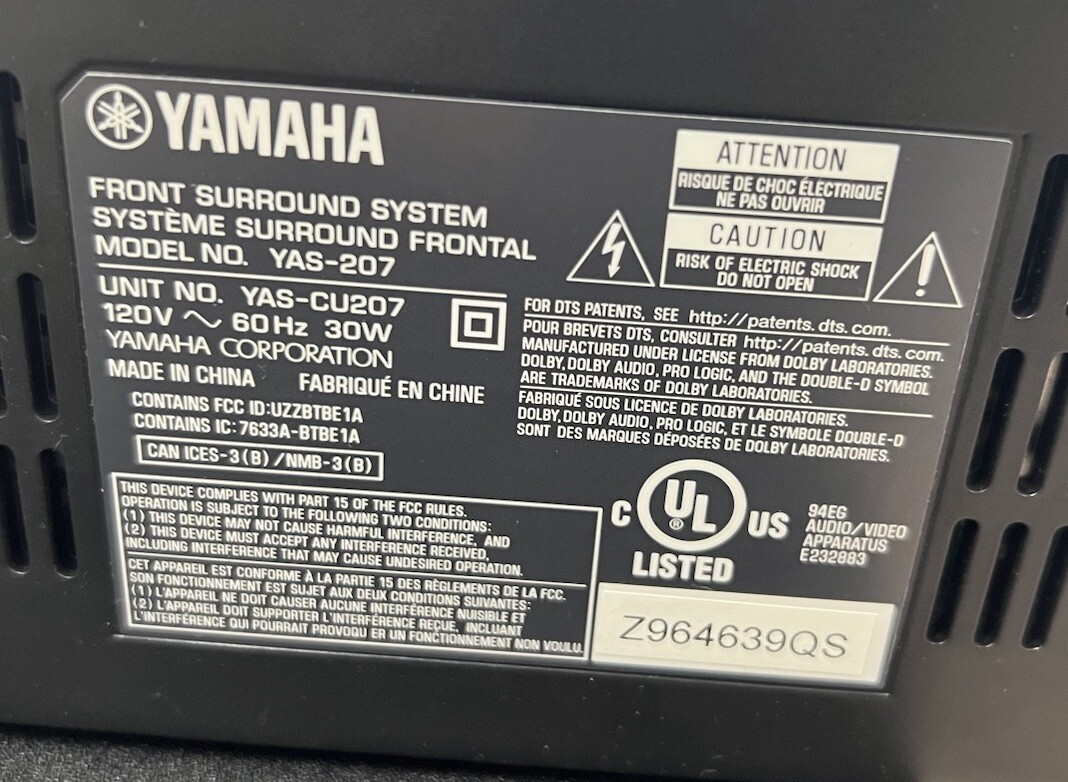 YAMAHA
FRONT SURROUND SYSTEM
SYSTÈME SURROUND FRONTAL
MODEL NO. YAS-207
UNIT NO. YAS-CU207
120V ~ 60Hz 30W
YAMAHA CORPORATION
MADE IN CHINA FABRIQUÉ EN CHINE
CONTAINS FCC ID:UZZBTBE1A
CONTAINS IC:7633A-BTBE1A
CAN ICES-3(B)/NMB-3(B)
THIS DEVICE COMPLIES WITH PART 15 OF THE FCC RULES.
OPERATION IS SUBJECT TO THE FOLLOWING TWO CONDITIONS:
(1) THIS DEVICE MAY NOT CAUSE HARMFUL INTERFERENCE, AND
(2) THIS DEVICE MUST ACCEPT ANY INTERFERENCE RECEIVED,
INCLUDING INTERFERENCE THAT MAY CAUSE UNDESIRED OPERATION.
CET APPAREIL EST CONFORME À LA PARTIE 15 DES RÈGLEMENTS DE LA FCC.
SON FONCTIONNEMENT EST SUJET AUX DEUX CONDITIONS SUIVANTES:
(1) L'APPAREIL NE DOIT CAUSER AUCUNE INTERFÉRENCE NUISIBLE ET
(2) L'APPAREIL DOIT SUPPORTER L'INTERFÉRENCE REÇUE, INCLUANT
L'INTERFÉRENCE QUI POURRAIT PROVOQU ER UN FONCTIONNEMENT NON VOULU.
ATTENTION
RISQUE DE CHOC ÉLECTRIQUE
NE PAS OUVRIR
CAUTION
RISK OF ELECTRIC SHOCK
DO NOT OPEN
FOR DTS PATENTS, SEE http://patents.dts.com.
POUR BREVETS DTS, CONSULTER http://patents.dts.com.
MANUFACTURED UNDER LICENSE FROM DOLBY LABORATORIES.
DOLBY, DOLBY AUDIO, PRO LOGIC, AND THE DOUBLE-D SYMBOL
ARE TRADEMARKS OF DOLBY LABORATORIES.
FABRIQUÉ SOUS LICENCE DE DOLBY LABORATORIES.
DOLBY, DOLBY AUDIO, PRO LOGIC, ET LE SYMBOLE DOUBLE-D
SONT DES MARQUES DÉPOSÉES DE DOLBY LABORATORIES.
C UL ® US
LISTED
94EG
AUDIO/VIDEO
APPARATUS
E232883
Z964639QS